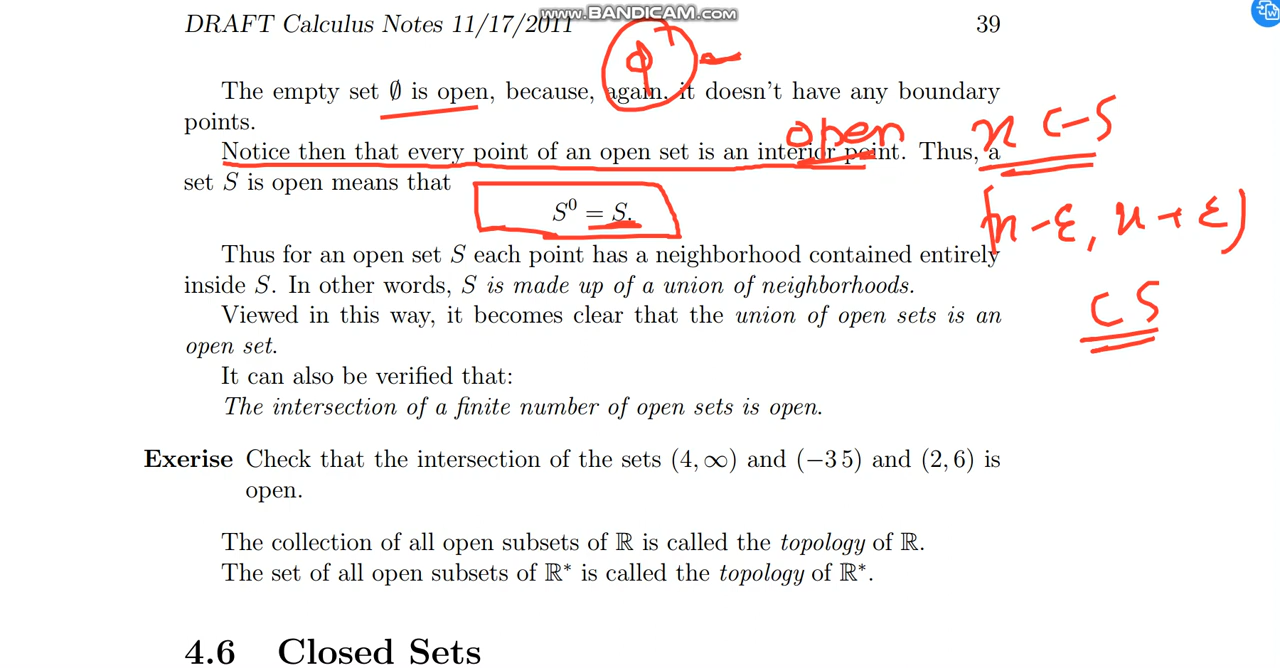 www.BANDICAM.com
DRAFT Calculus Notes 11/17/2011 39
ϕ
The empty set ∅ is open, because, again, it doesn't have any boundary
points.
open
x ⊂ S
Notice then that every point of an open set is an interior point. Thus, a
set S is open means that
S⁰ = S.
(x - ε, x + ε)
Thus for an open set S each point has a neighborhood contained entirely
inside S. In other words, S is made up of a union of neighborhoods.
⊂ S
Viewed in this way, it becomes clear that the union of open sets is an
open set.
It can also be verified that:
The intersection of a finite number of open sets is open.
Exerise Check that the intersection of the sets (4, ∞) and (−3 5) and (2, 6) is
open.
The collection of all open subsets of ℝ is called the topology of ℝ.
The set of all open subsets of ℝ* is called the topology of ℝ*.
4.6 Closed Sets